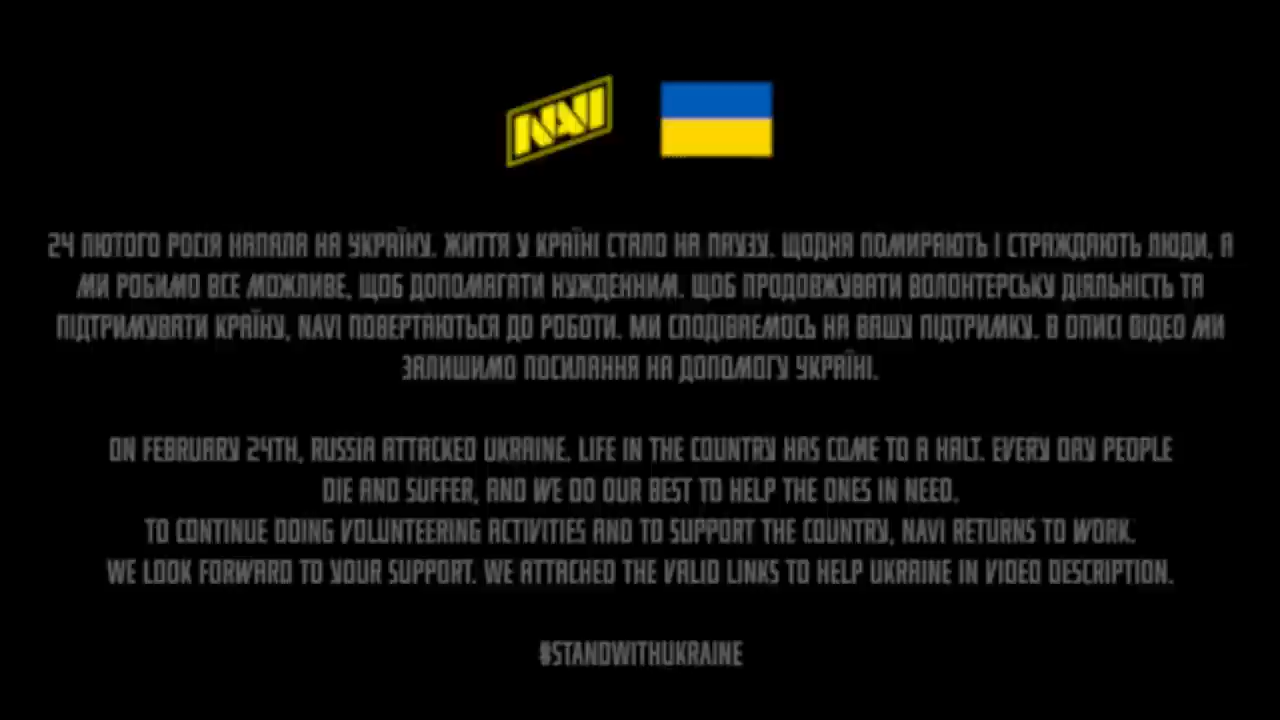 NAVI
24 ЛЮТОГО РОСІЯ НАПАЛА НА УКРАЇНУ. ЖИТТЯ У КРАЇНІ СТАЛО НА ПАУЗУ. ЩОДНЯ ПОМИРАЮТЬ І СТРАЖДАЮТЬ ЛЮДИ, А
МИ РОБИМО ВСЕ МОЖЛИВЕ, ЩОБ ДОПОМАГАТИ НУЖДЕННИМ. ЩОБ ПРОДОВЖУВАТИ ВОЛОНТЕРСЬКУ ДІЯЛЬНІСТЬ ТА
ПІДТРИМУВАТИ КРАЇНУ, NAVI ПОВЕРТАЮТЬСЯ ДО РОБОТИ. МИ СПОДІВАЄМОСЬ НА ВАШУ ПІДТРИМКУ. В ОПИСІ ВІДЕО МИ
ЗАЛИШИМО ПОСИЛАННЯ НА ДОПОМОГУ УКРАЇНІ.
ON FEBRUARY 24TH, RUSSIA ATTACKED UKRAINE. LIFE IN THE COUNTRY HAS COME TO A HALT. EVERY DAY PEOPLE
DIE AND SUFFER, AND WE DO OUR BEST TO HELP THE ONES IN NEED.
TO CONTINUE DOING VOLUNTEERING ACTIVITIES AND TO SUPPORT THE COUNTRY, NAVI RETURNS TO WORK.
WE LOOK FORWARD TO YOUR SUPPORT. WE ATTACHED THE VALID LINKS TO HELP UKRAINE IN VIDEO DESCRIPTION.
#STANDWITHUKRAINE